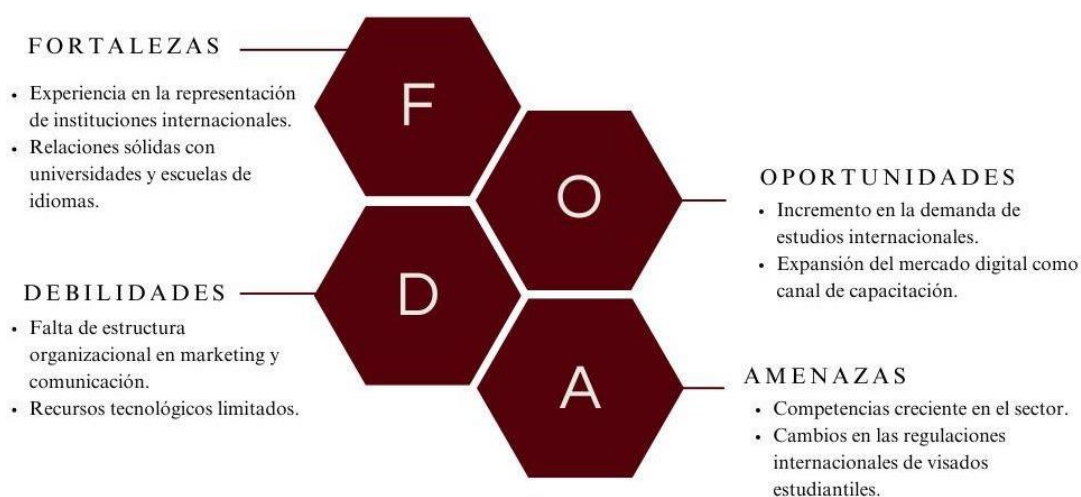 FORTALEZAS
• Experiencia en la representación
de instituciones internacionales.
• Relaciones sólidas con
universidades y escuelas de
idiomas.
F
O
OPORTUNIDADES
• Incremento en la demanda de
estudios internacionales.
• Expansión del mercado digital como
canal de capacitación.
DEBILIDADES
• Falta de estructura
organizacional en marketing y
comunicación.
• Recursos tecnológicos limitados.
D
A
AMENAZAS
• Competencias creciente en el sector.
• Cambios en las regulaciones
internacionales de visados
estudiantiles.